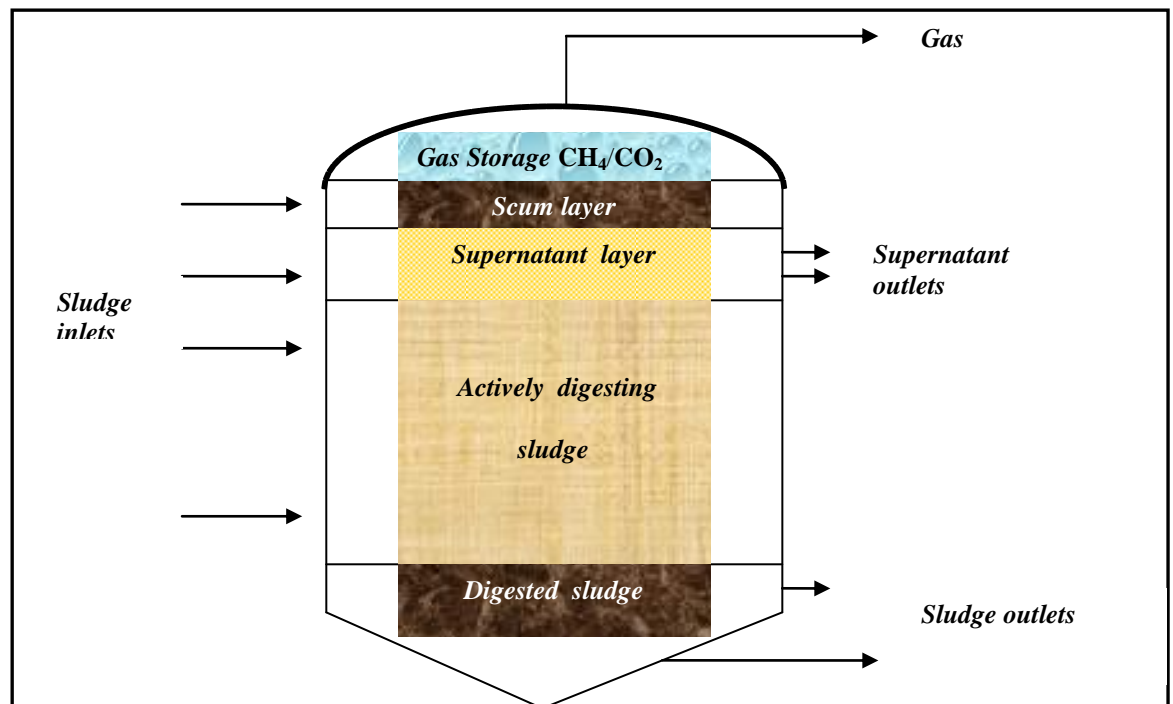 Gas
Gas Storage CH₄/CO₂
Scum layer
Supernatant layer
Supernatant
outlets
Sludge
inlets
Actively digesting
sludge
Digested sludge
Sludge outlets